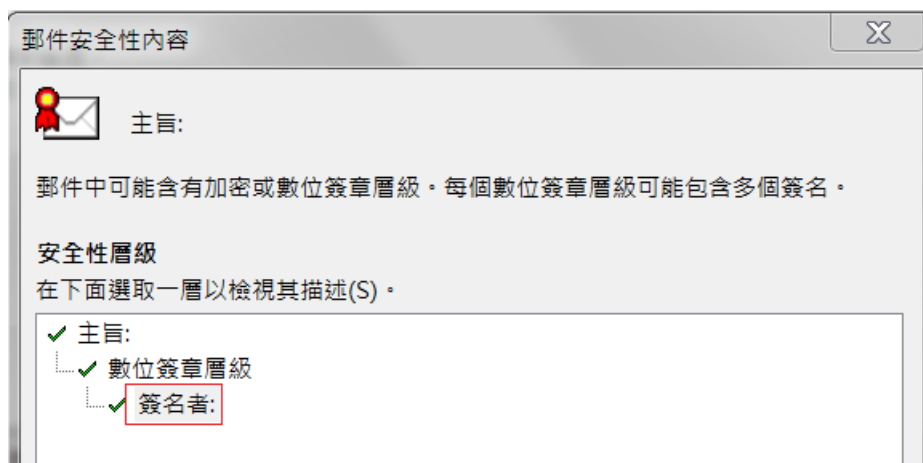 郵件安全性內容
主旨:
郵件中可能含有加密或數位簽章層級。每個數位簽章層級可能包含多個簽名。
安全性層級
在下面選取一層以檢視其描述(S)。
主旨:
數位簽章層級
簽名者: